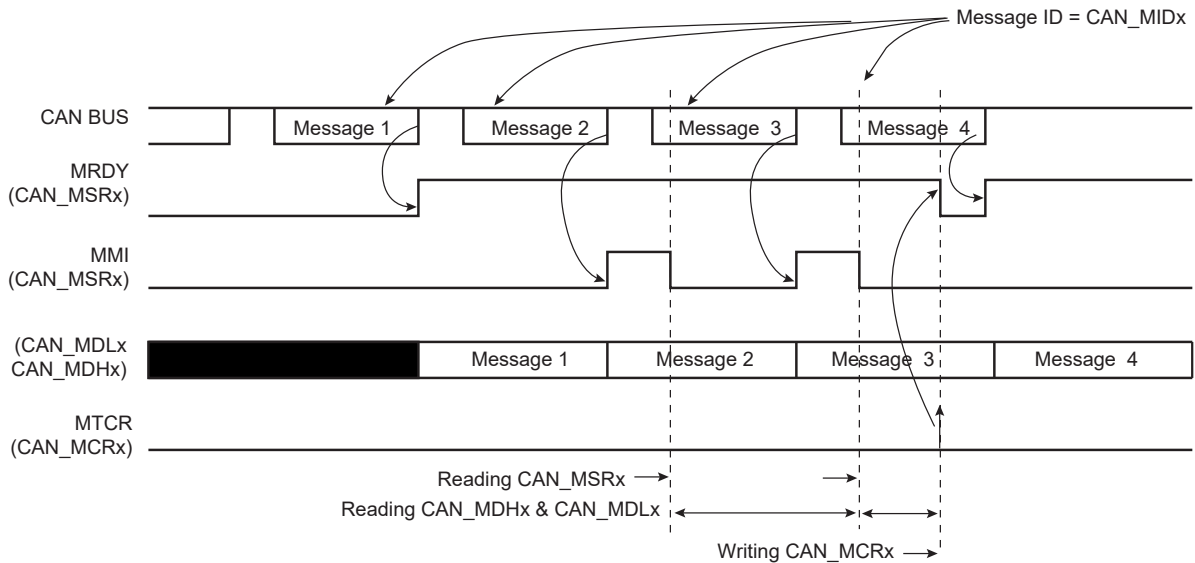 Message ID = CAN_MIDx
CAN BUS
Message 1
Message 2
Message 3
Message 4
MRDY
(CAN_MSRx)
MMI
(CAN_MSRx)
(CAN_MDLx
CAN_MDHx)
Message 1
Message 2
Message 3
Message 4
MTCR
(CAN_MCRx)
Reading CAN_MSRx
Reading CAN_MDHx & CAN_MDLx
Writing CAN_MCRx